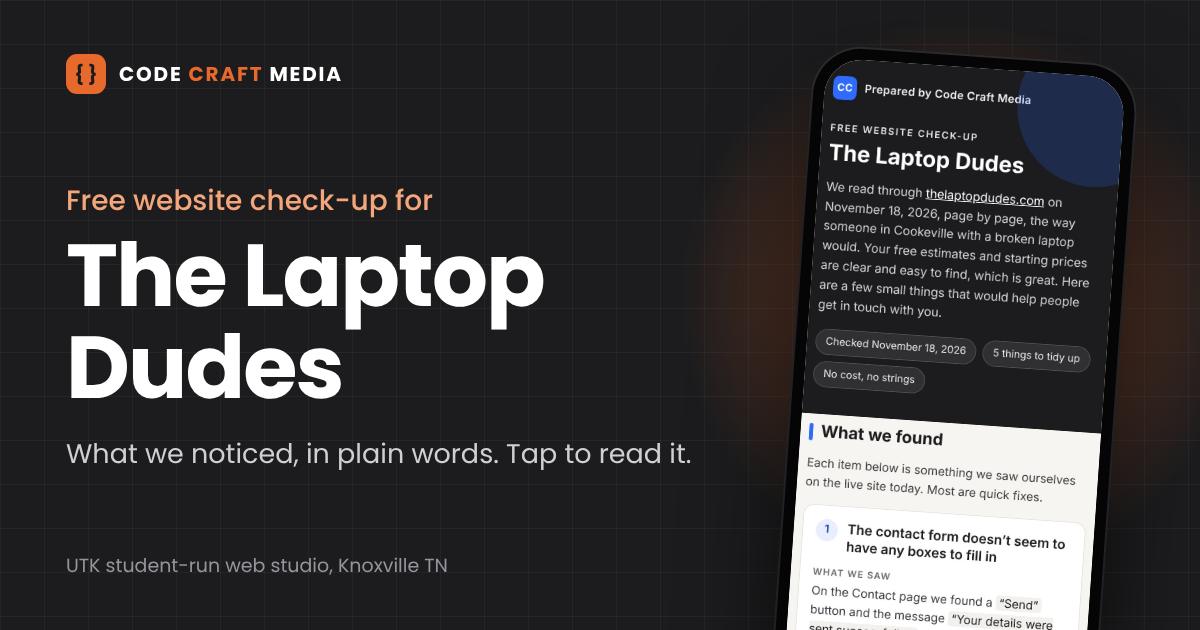 { } CODE CRAFT MEDIA
Free website check-up for
The Laptop
Dudes
What we noticed, in plain words. Tap to read it.
UTK student-run web studio, Knoxville TN
CC Prepared by Code Craft Media
FREE WEBSITE CHECK-UP
The Laptop Dudes
We read through thelaptopdudes.com on
November 18, 2026, page by page, the way
someone in Cookeville with a broken laptop
would. Your free estimates and starting prices
are clear and easy to find, which is great. Here
are a few small things that would help people
get in touch with you.
Checked November 18, 2026
5 things to tidy up
No cost, no strings
What we found
Each item below is something we saw ourselves
on the live site today. Most are quick fixes.
1 The contact form doesn’t seem to
have any boxes to fill in
WHAT WE SAW
On the Contact page we found a “Send”
button and the message “Your details were